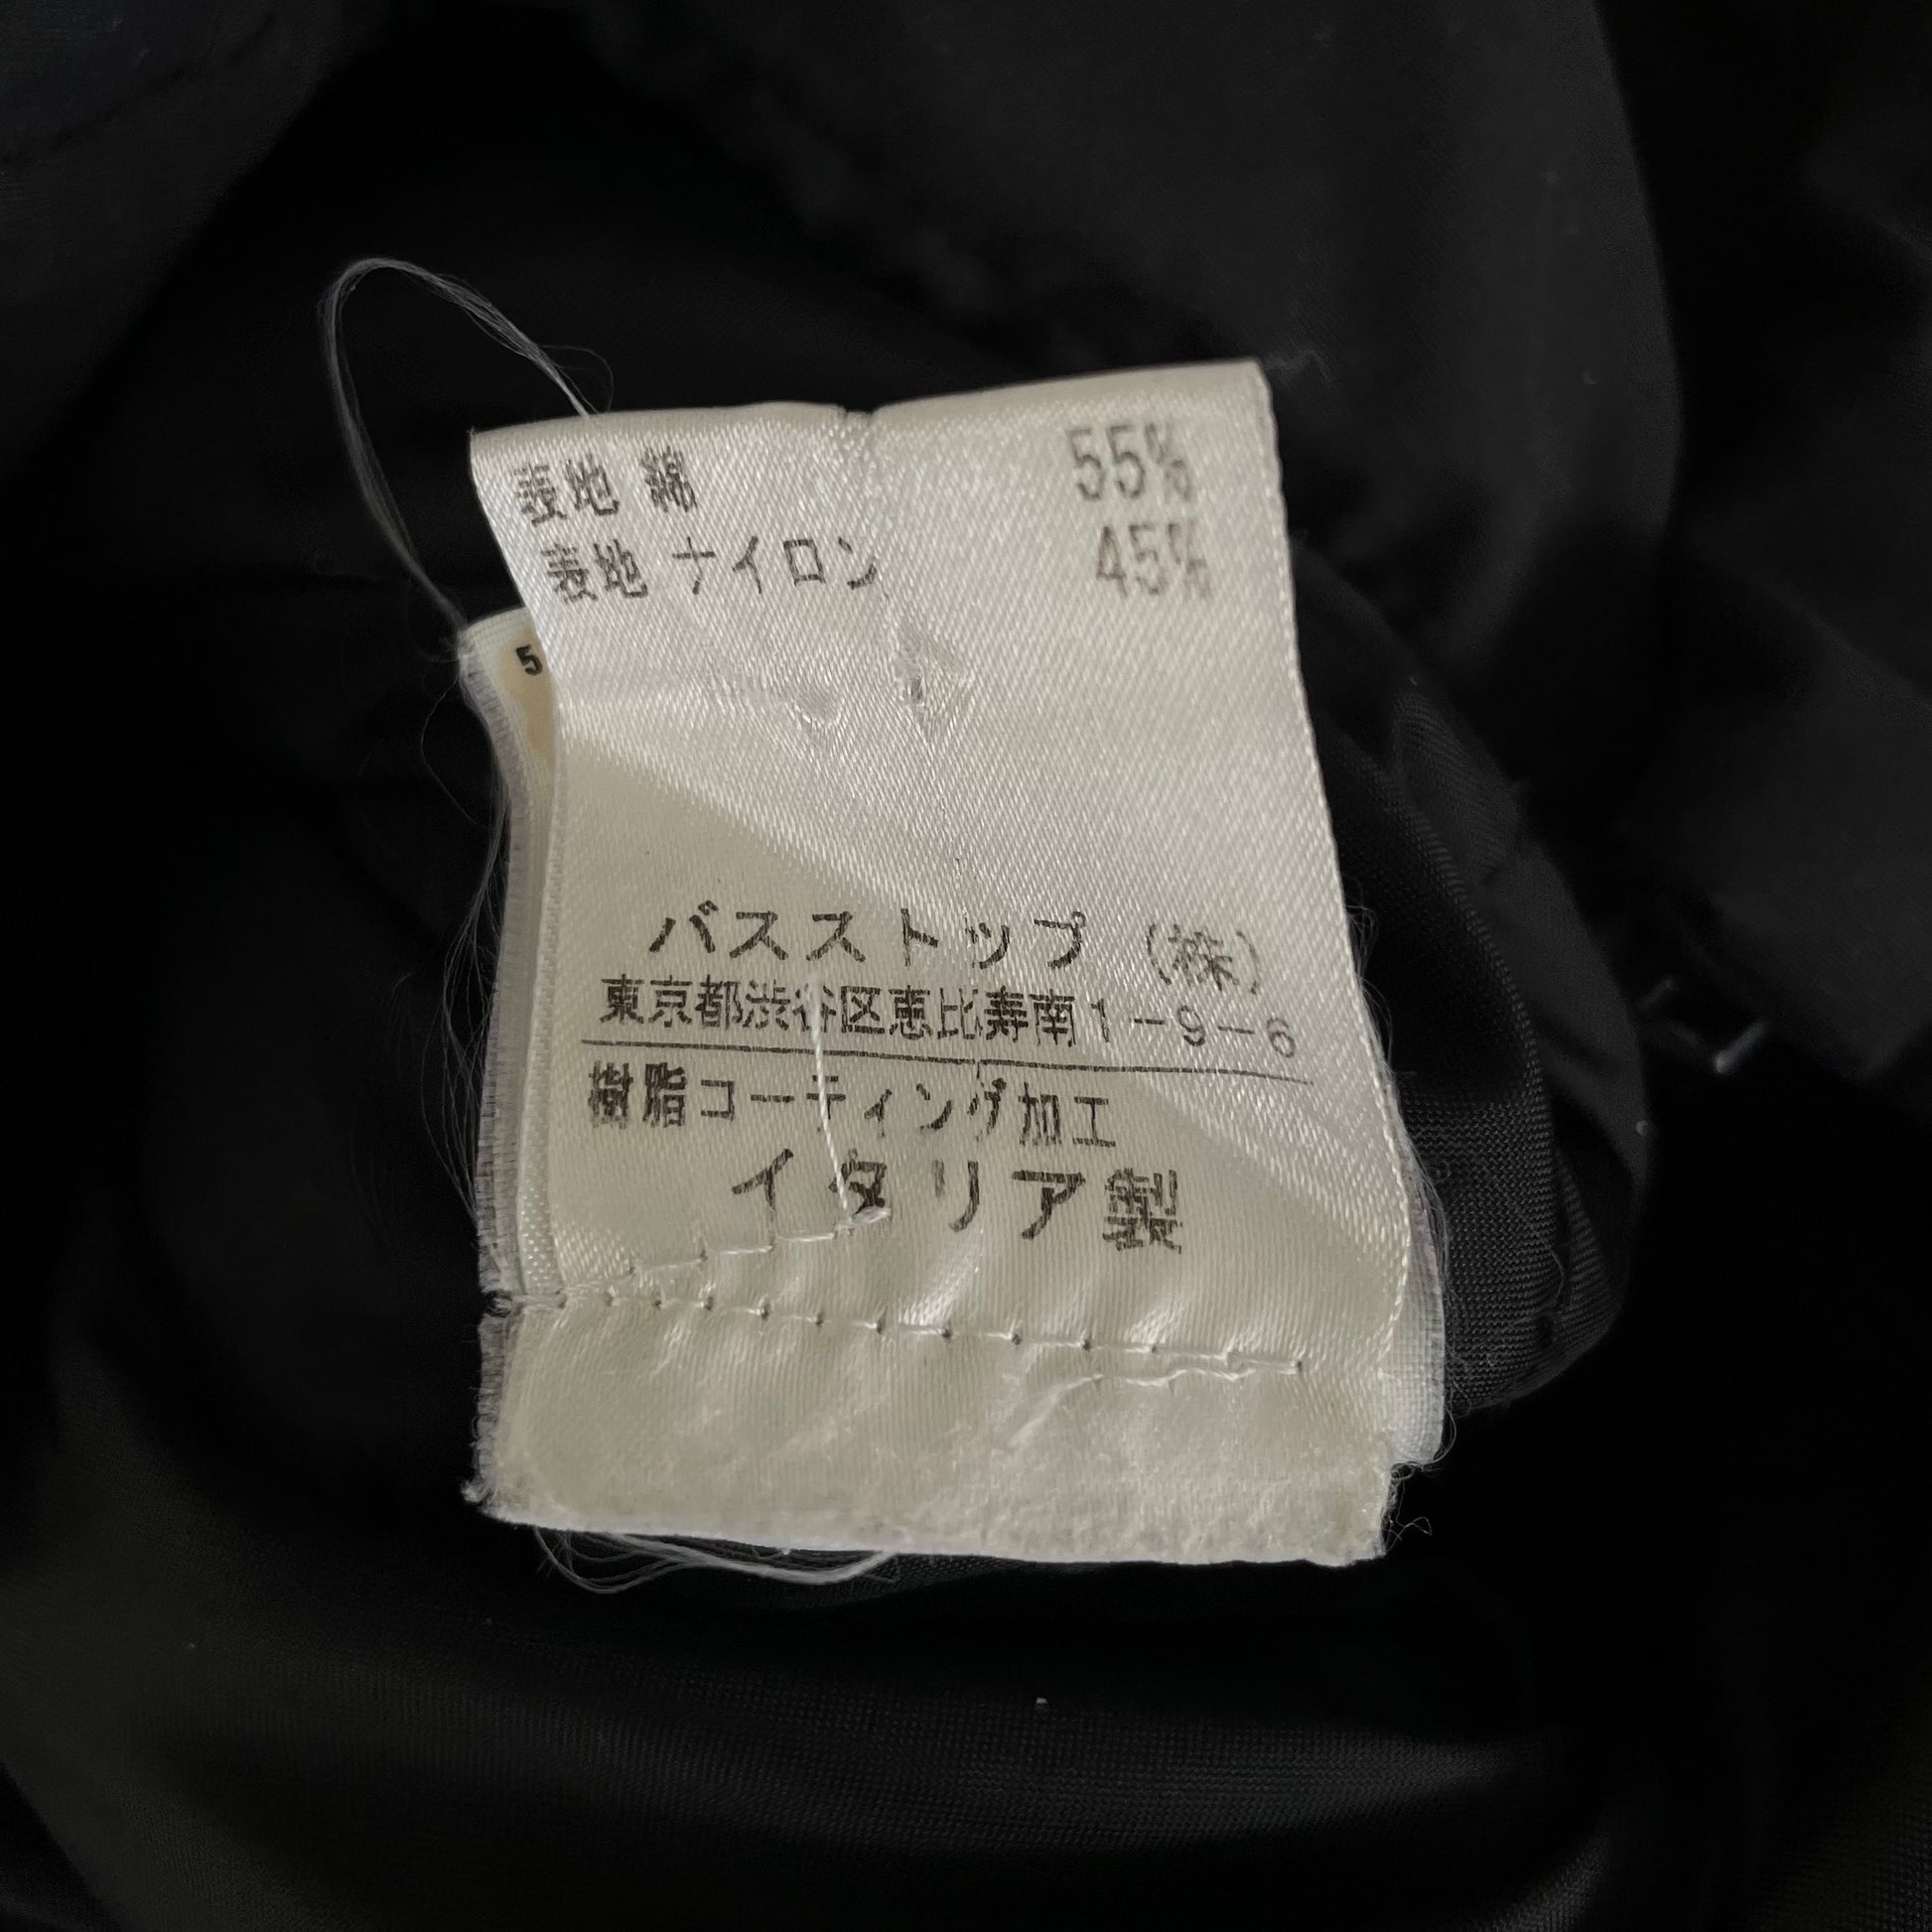 表地 綿 55%
表地 ナイロン 45%
5
バスストップ (株)
東京都渋谷区恵比寿南1-9-6
樹脂コーティング加工
イタリア製